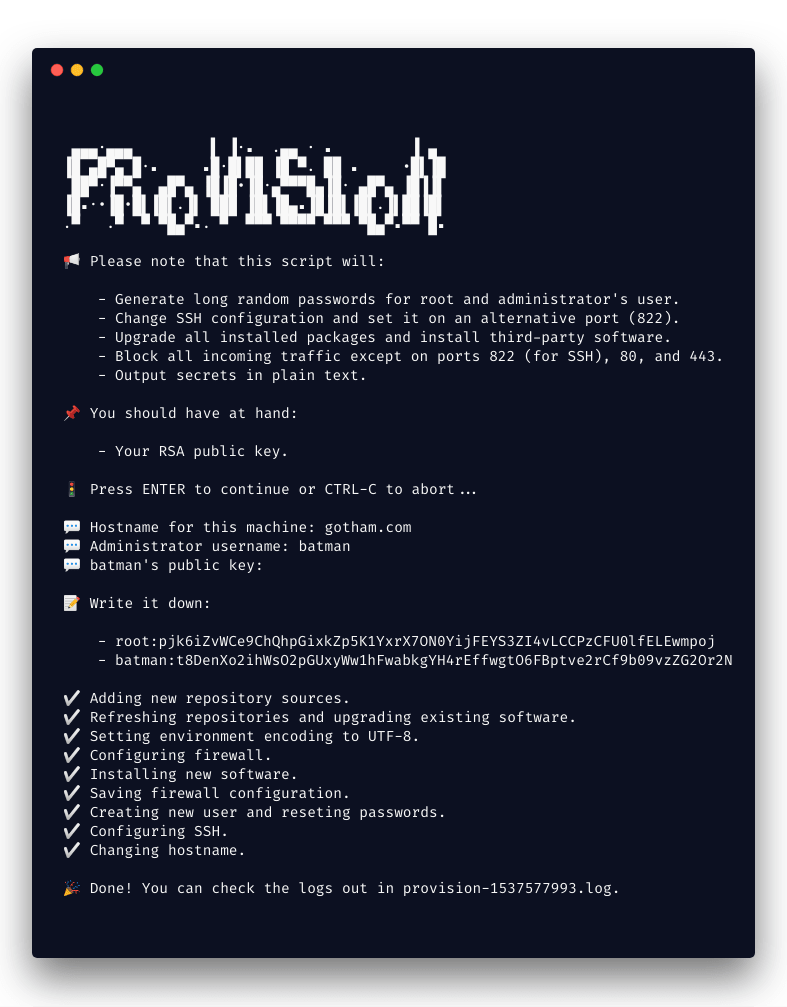 Please note that this script will:
- Generate long random passwords for root and administrator's user.
- Change SSH configuration and set it on an alternative port (822).
- Upgrade all installed packages and install third-party software.
- Block all incoming traffic except on ports 822 (for SSH), 80, and 443.
- Output secrets in plain text.
You should have at hand:
- Your RSA public key.
Press ENTER to continue or CTRL-C to abort...
Hostname for this machine: gotham.com
Administrator username: batman
batman's public key:
Write it down:
- root:pjk6iZvWCe9ChQhpGixkZp5K1YxrX7ON0YijFEYS3ZI4vLCCPzCFU0lfELEwmpoj
- batman:t8DenXo2ihWsO2pGUxyWw1hFwabkgYH4rEffwgtO6FBptve2rCf9b09vzZG2Or2N
✔ Adding new repository sources.
✔ Refreshing repositories and upgrading existing software.
✔ Setting environment encoding to UTF-8.
✔ Configuring firewall.
✔ Installing new software.
✔ Saving firewall configuration.
✔ Creating new user and reseting passwords.
✔ Configuring SSH.
✔ Changing hostname.
Done! You can check the logs out in provision-1537577993.log.